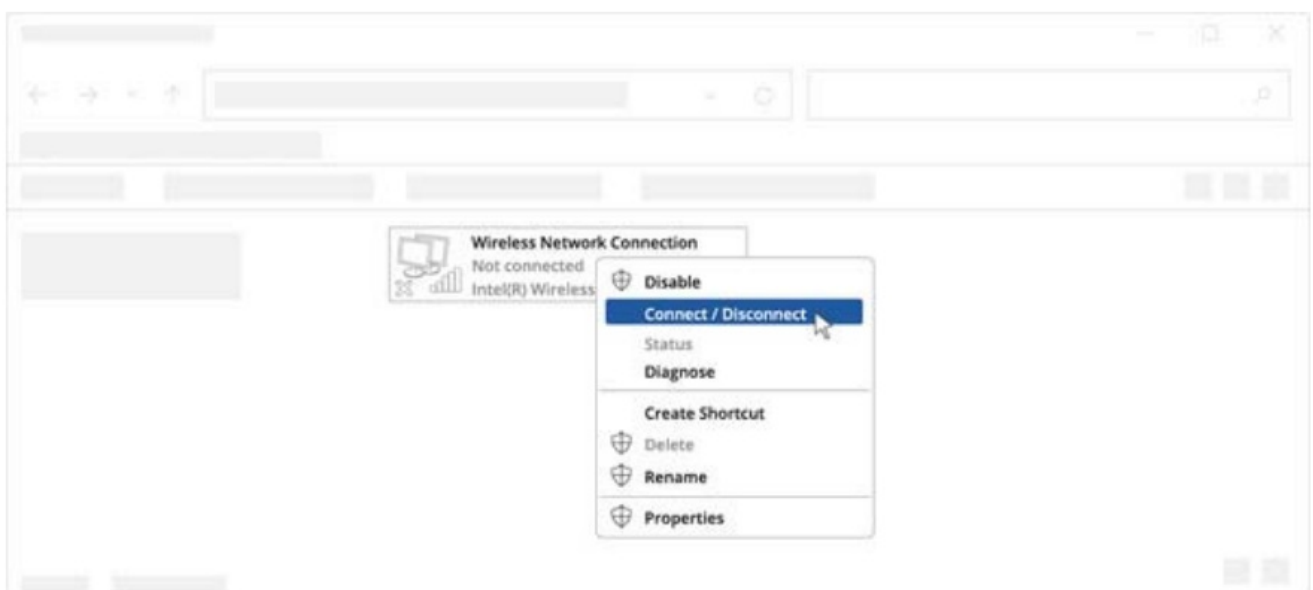 Wireless Network Connection
Not connected
Intel(R) Wireless
Disable
Connect / Disconnect
Status
Diagnose
Create Shortcut
Delete
Rename
Properties